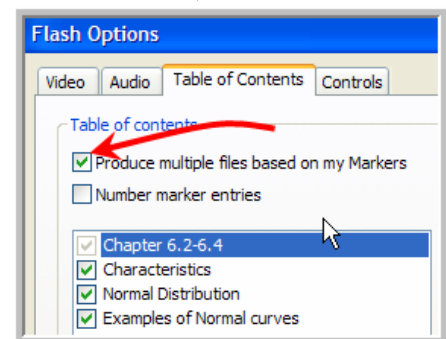 Flash Options
Video Audio Table of Contents Controls
Table of contents
Produce multiple files based on my Markers
Number marker entries
Chapter 6.2-6.4
Characteristics
Normal Distribution
Examples of Normal curves